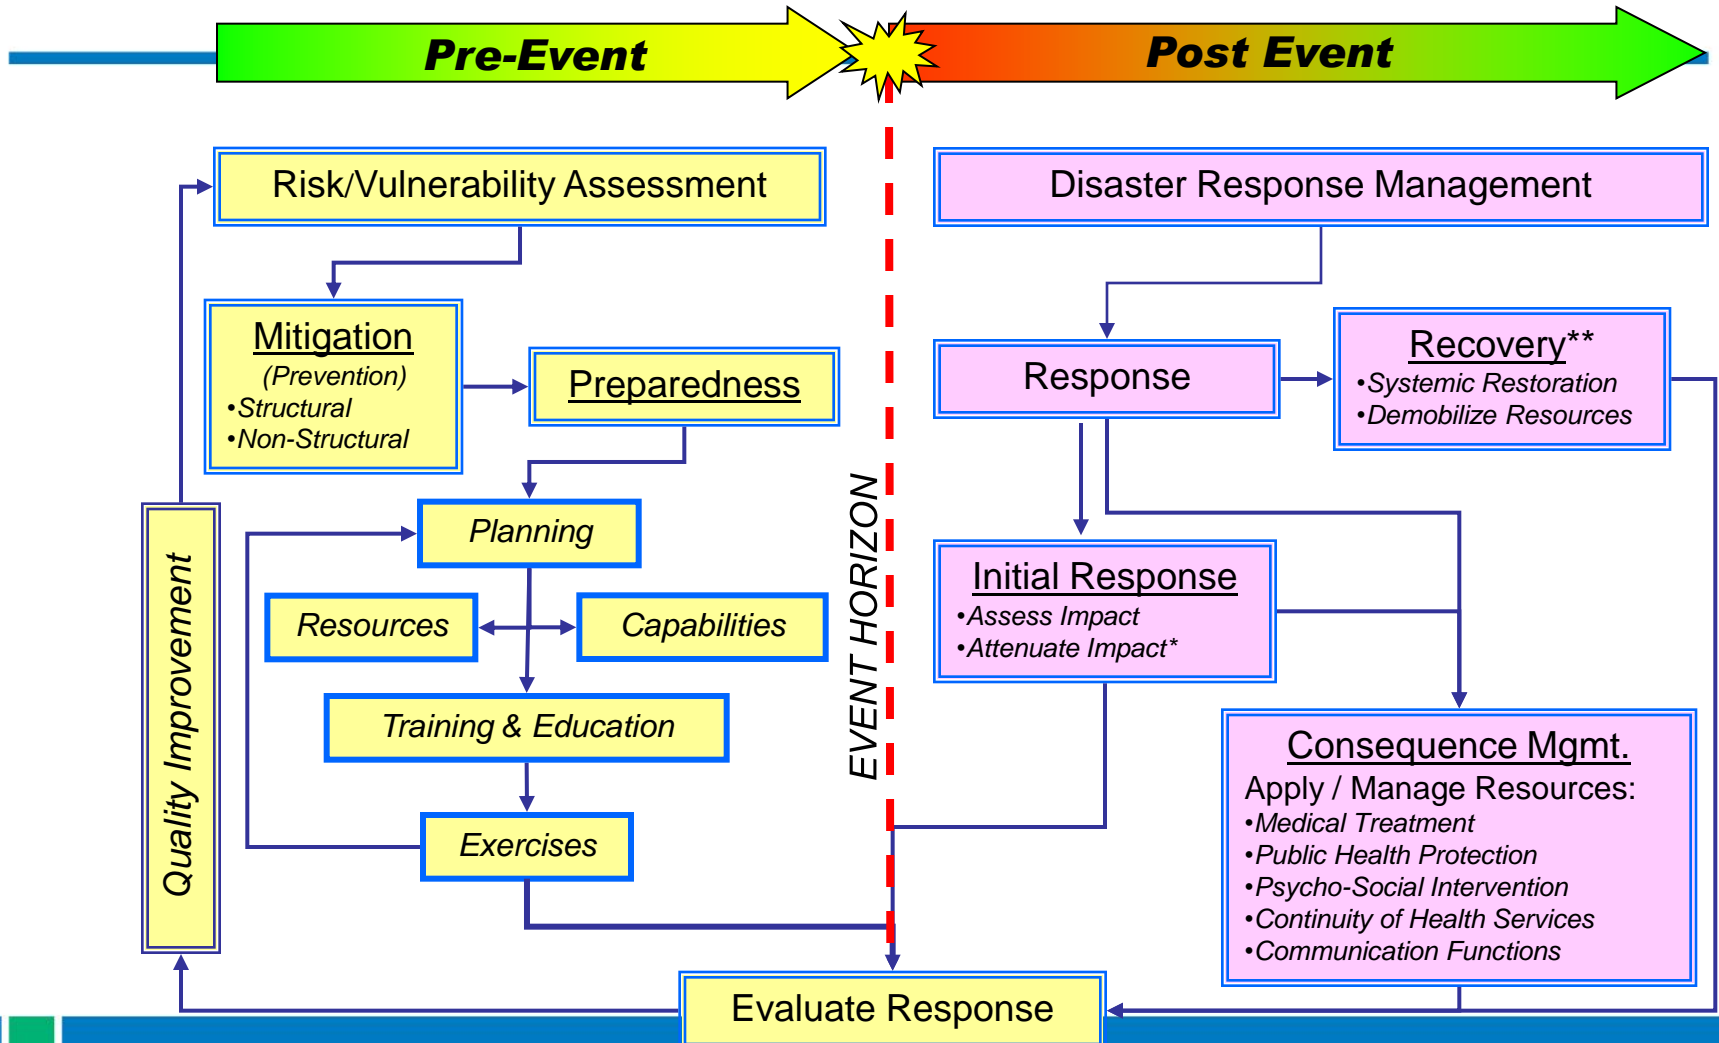 Pre-Event
Post Event
Risk/Vulnerability Assessment
Mitigation
(Prevention)
•Structural
•Non-Structural
Preparedness
Planning
Resources
Capabilities
Training & Education
Exercises
Quality Improvement
EVENT HORIZON
Disaster Response Management
Response
Recovery**
•Systemic Restoration
•Demobilize Resources
Initial Response
•Assess Impact
•Attenuate Impact*
Consequence Mgmt.
Apply / Manage Resources:
•Medical Treatment
•Public Health Protection
•Psycho-Social Intervention
•Continuity of Health Services
•Communication Functions
Evaluate Response